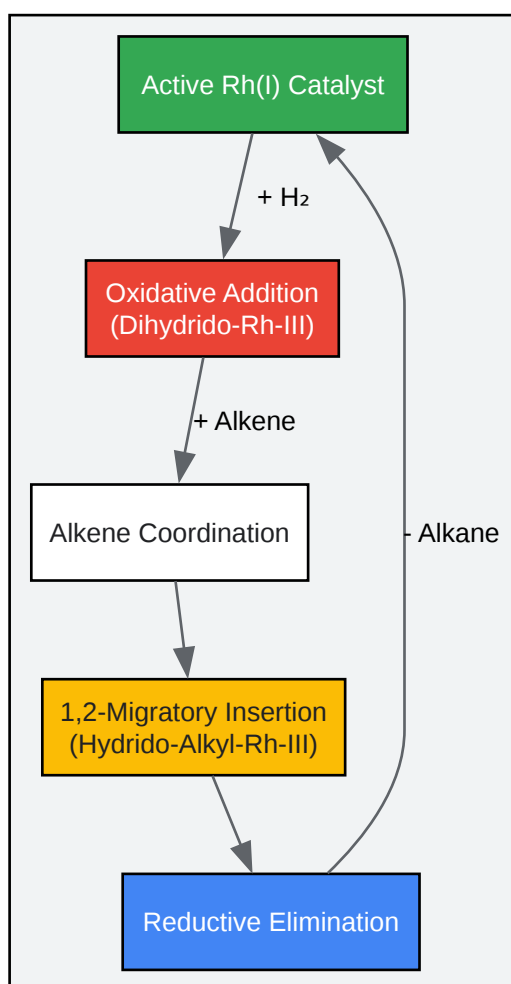 Active Rh(I) Catalyst
+ H₂
Oxidative Addition
(Dihydrido-Rh-III)
+ Alkene
Alkene Coordination
- Alkane
1,2-Migratory Insertion
(Hydrido-Alkyl-Rh-III)
Reductive Elimination